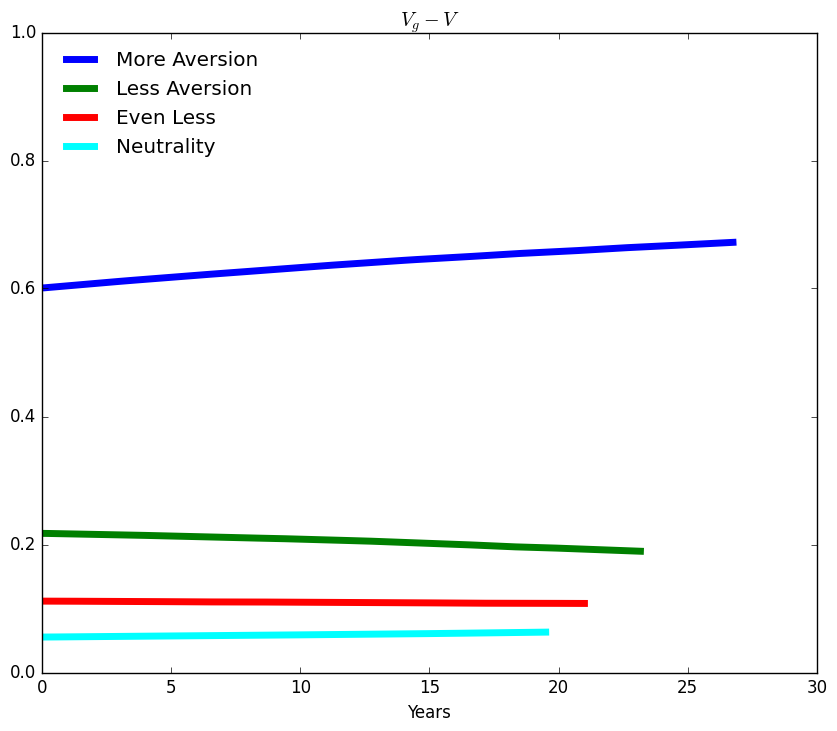 V_g − V
1.0
More Aversion
Less Aversion
Even Less
Neutrality
0.8
0.6
0.4
0.2
0.0
0 5 10 15 20 25 30
Years